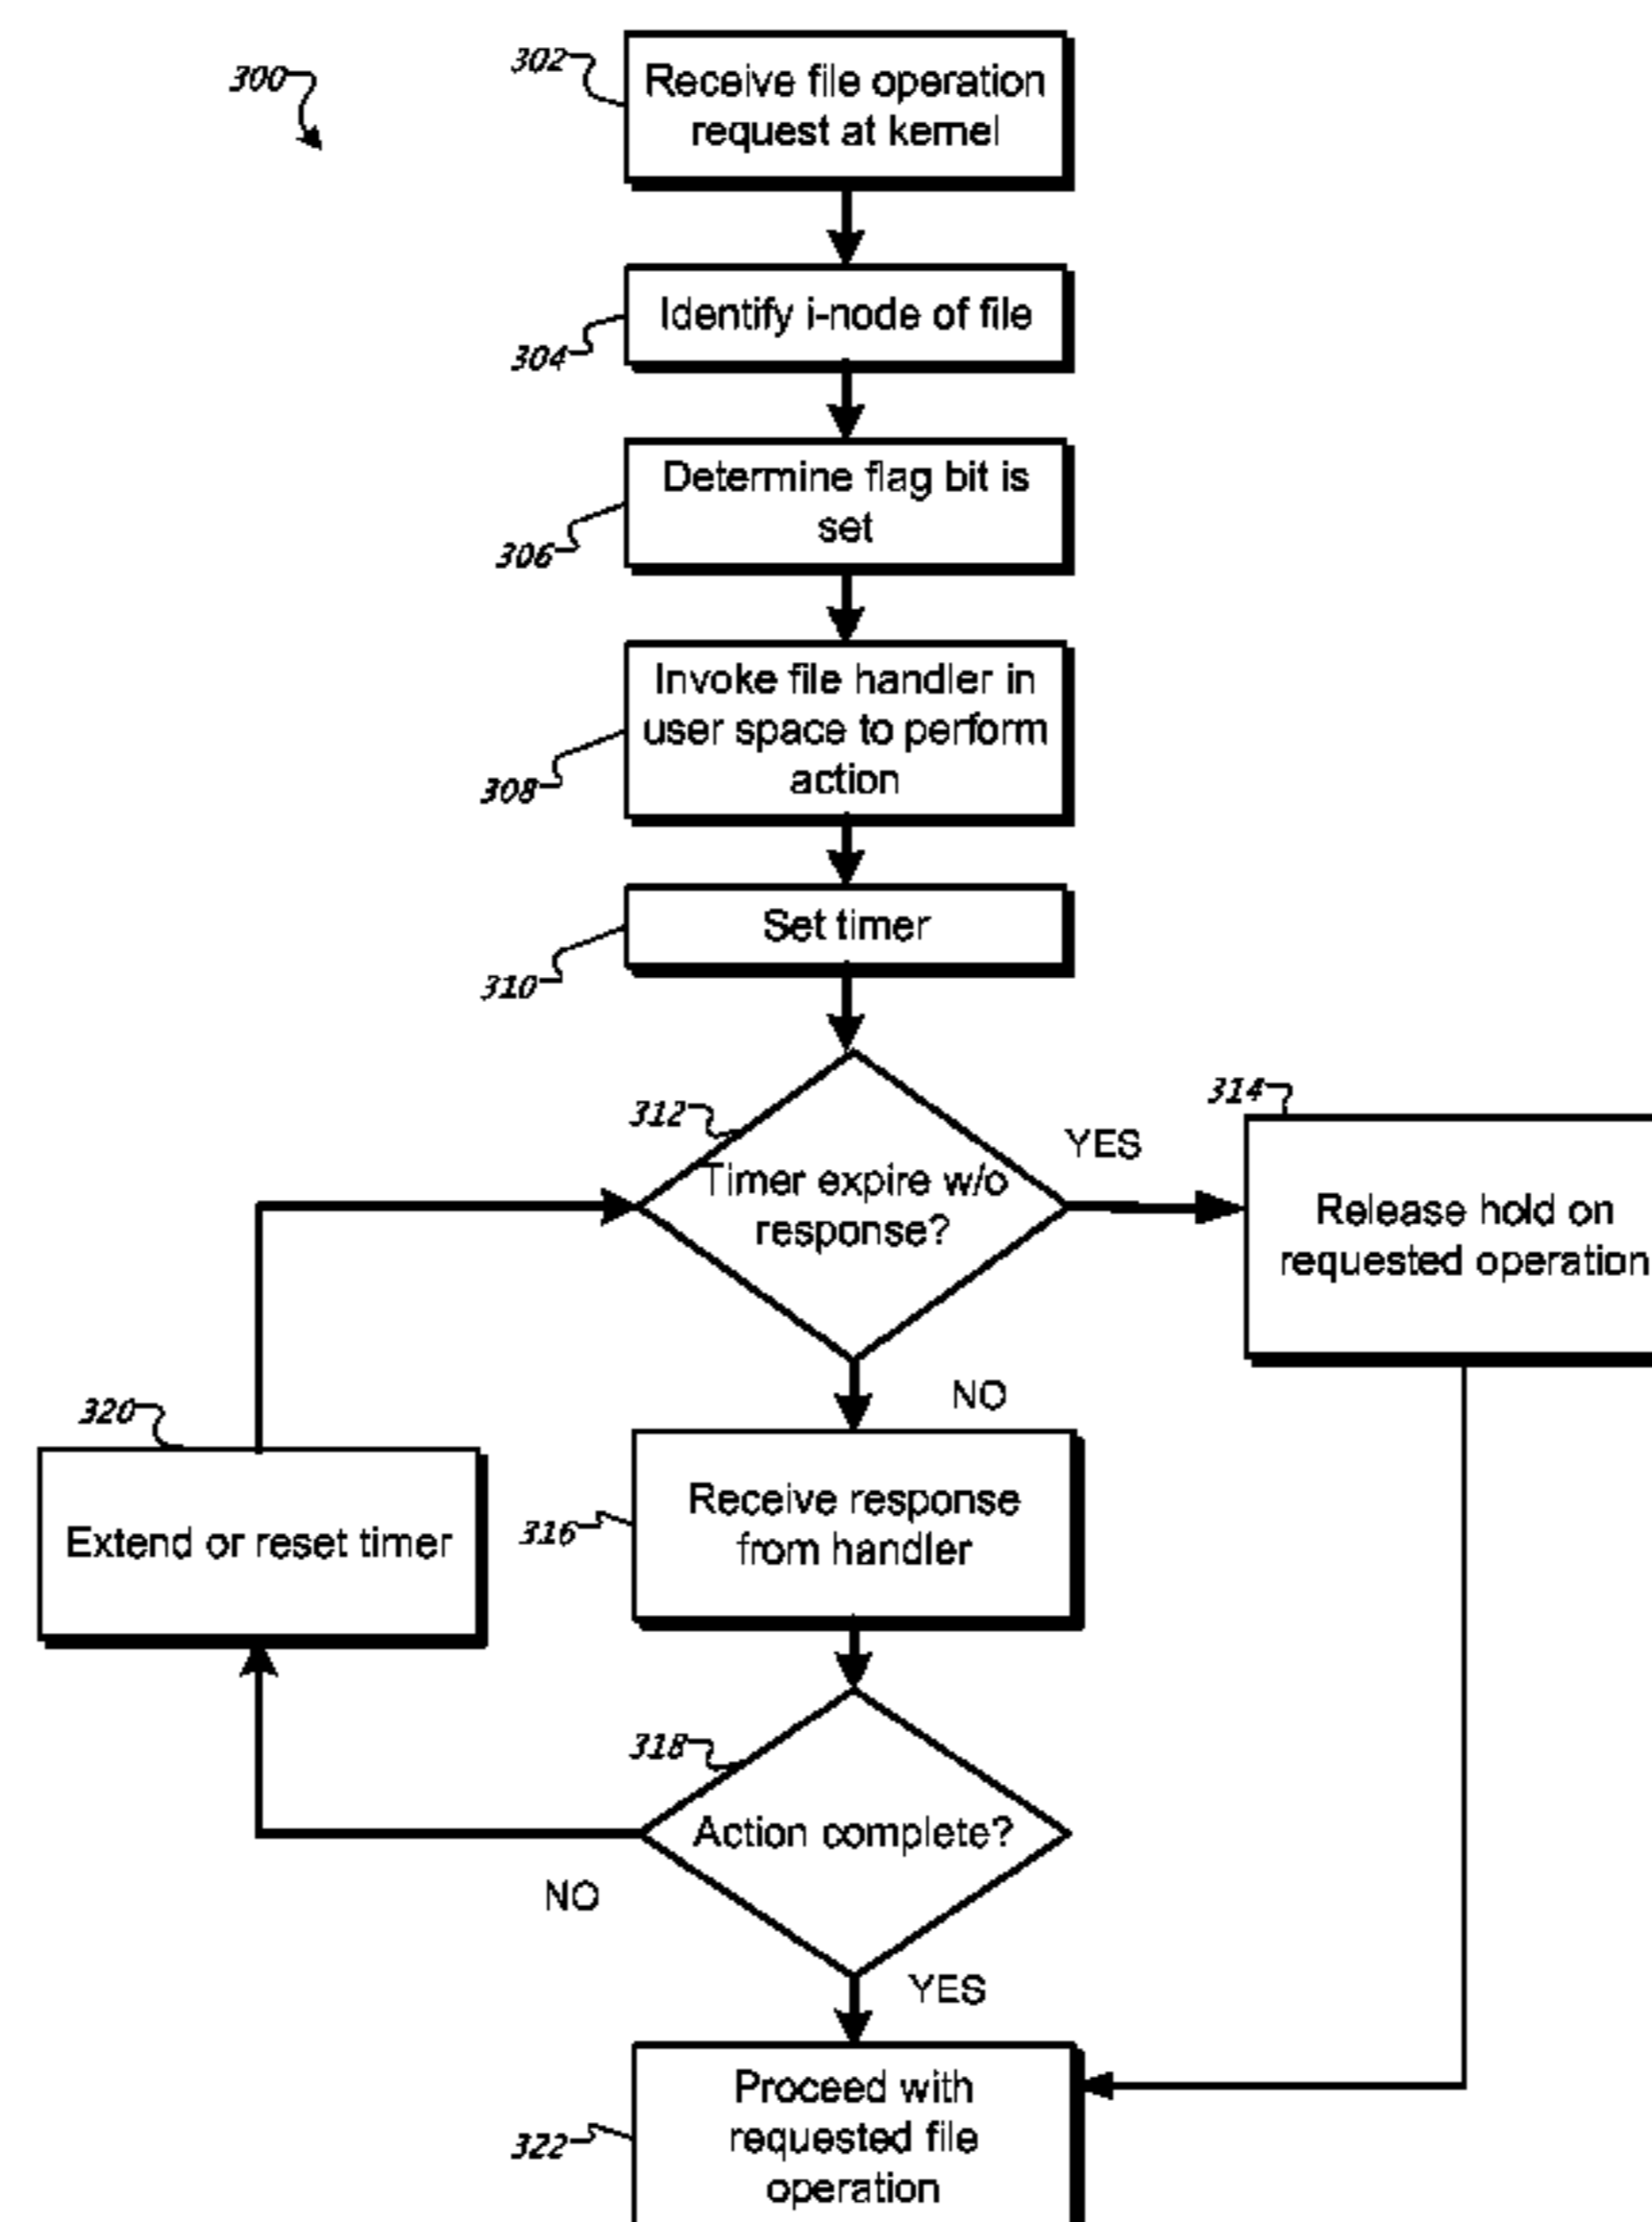 300
302
Receive file operation
request at kernel
304
Identify i-node of file
306
Determine flag bit is
set
308
Invoke file handler in
user space to perform
action
310
Set timer
312
Timer expire w/o
response?
YES
314
Release hold on
requested operation
NO
316
Receive response
from handler
320
Extend or reset timer
318
Action complete?
NO
YES
322
Proceed with
requested file
operation